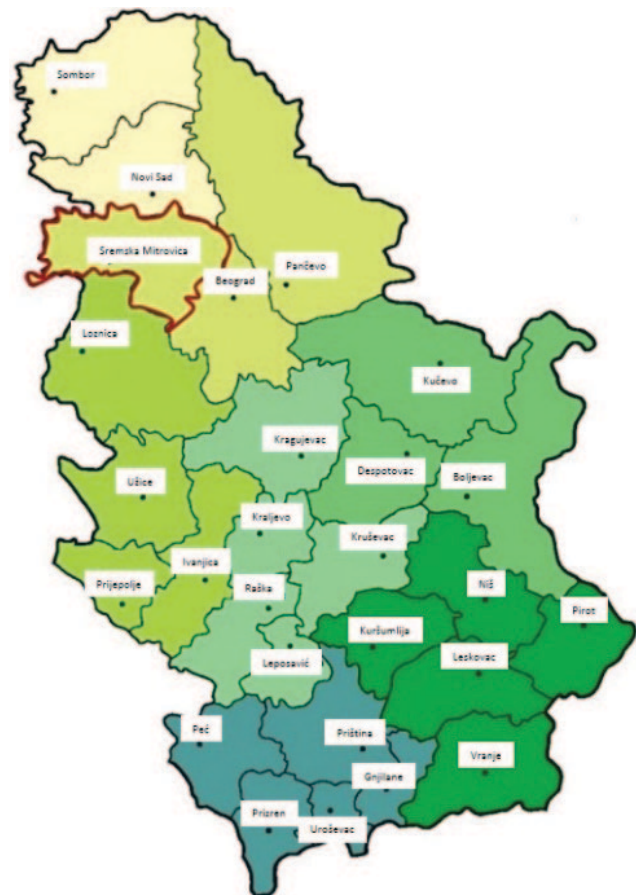 Sombor
Novi Sad
Sremska Mitrovica
Beograd
Pančevo
Loznica
Kučevo
Kragujevac
Despotovac
Boljevac
Užice
Kraljevo
Kruševac
Ivanjica
Raška
Niš
Prijepolje
Pirot
Kuršumlija
Leposavić
Leskovac
Peć
Priština
Vranje
Gnjilane
Prizren
Uroševac